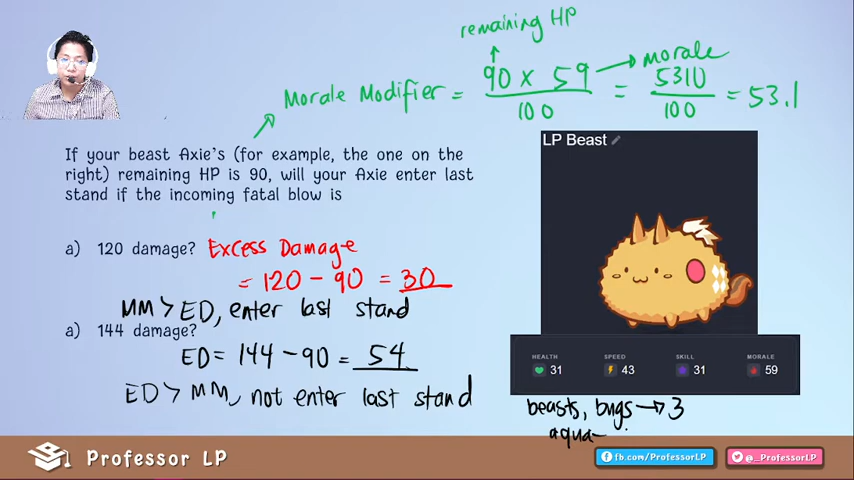 remaining HP
Morale Modifier = 90 x 59 / 100 = 5310 / 100 = 53.1
morale
If your beast Axie's (for example, the one on the
right) remaining HP is 90, will your Axie enter last
stand if the incoming fatal blow is
a) 120 damage? Excess Damage
= 120 - 90 = 30
MM > ED, enter last stand
a) 144 damage?
ED = 144 - 90 = 54
ED > MM, not enter last stand
LP Beast
HEALTH SPEED SKILL MORALE
31 43 31 59
beasts, bugs → 3
aqua-
Professor LP
fb.com/ProfessorLP
@_ProfessorLP